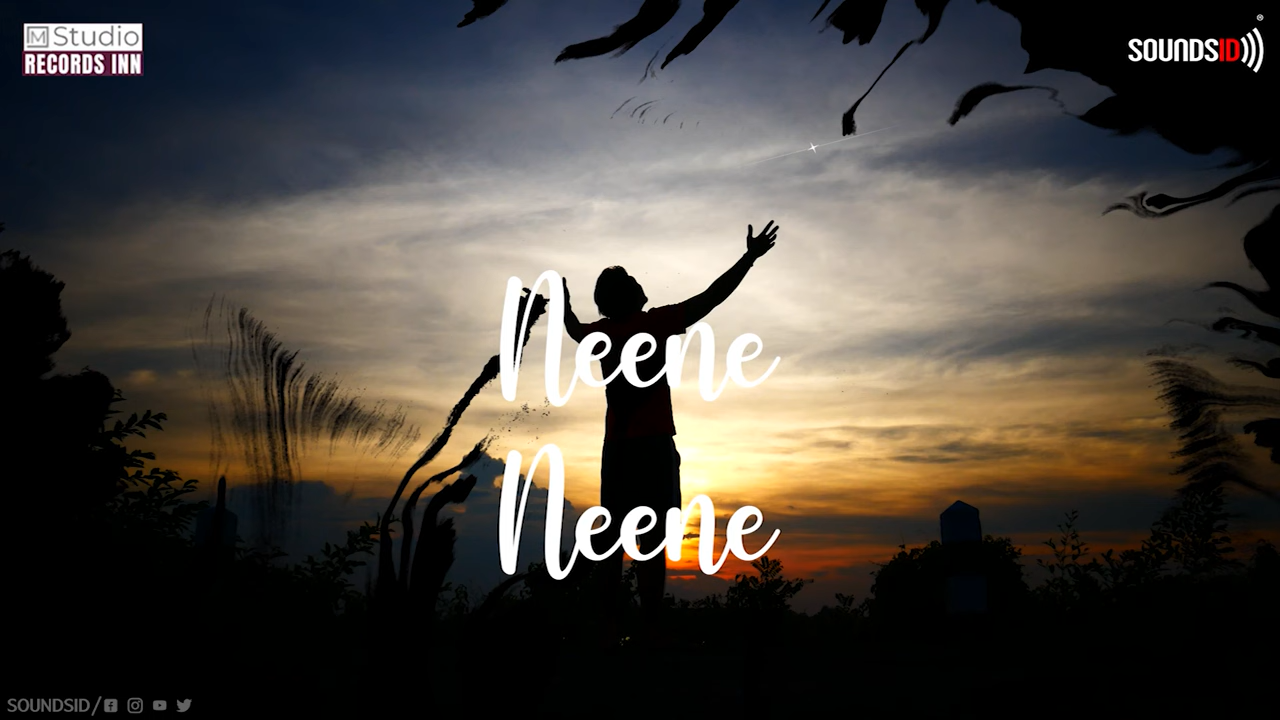 M Studio
RECORDS INN
SOUNDSID
®
Neene
Neene
SOUNDSID/